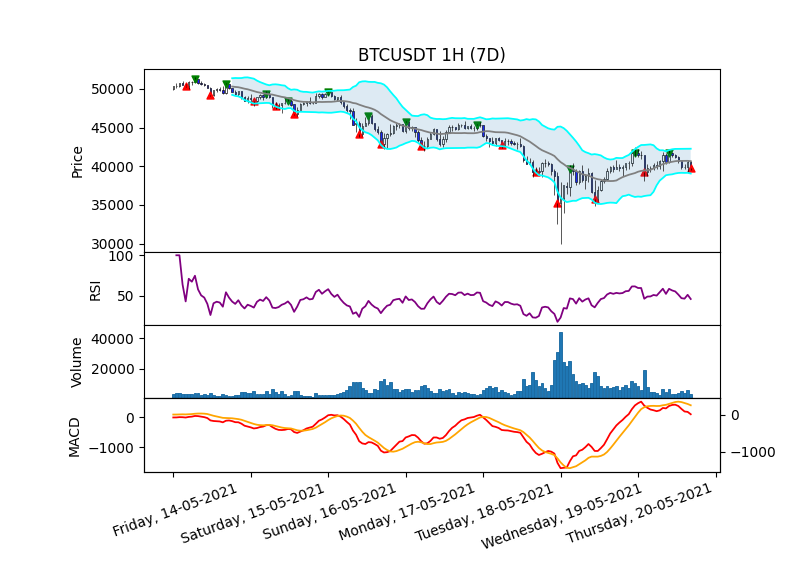 BTCUSDT 1H (7D)
50000
45000
40000
35000
30000
Price
100
50
RSI
40000
20000
Volume
0
−1000
MACD
0
−1000
Friday, 14-05-2021
Saturday, 15-05-2021
Sunday, 16-05-2021
Monday, 17-05-2021
Tuesday, 18-05-2021
Wednesday, 19-05-2021
Thursday, 20-05-2021